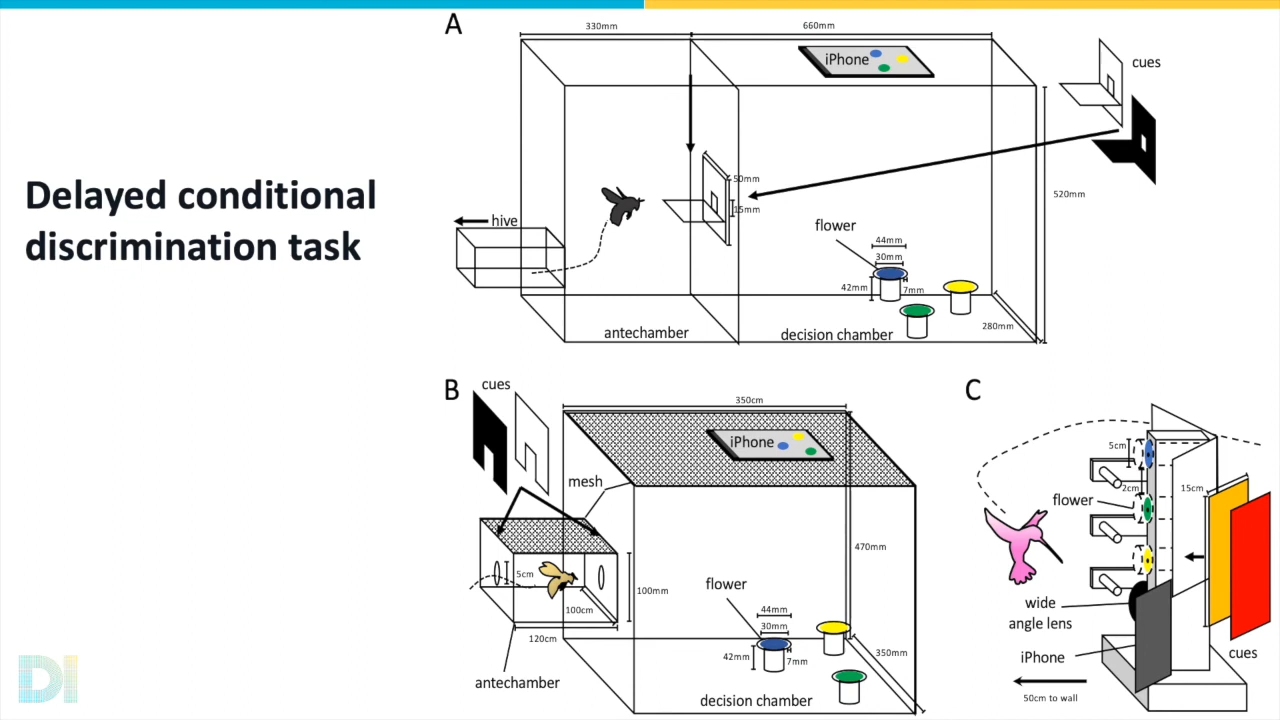 Delayed conditional
discrimination task
A
330mm
660mm
iPhone
cues
50mm
15mm
520mm
hive
flower
44mm
30mm
42mm
7mm
280mm
antechamber
decision chamber
B
cues
350cm
iPhone
mesh
5cm
100cm
120cm
100mm
470mm
flower
44mm
30mm
42mm
7mm
350mm
antechamber
decision chamber
C
5cm
2cm
15cm
flower
wide
angle lens
iPhone
cues
50cm to wall
DI